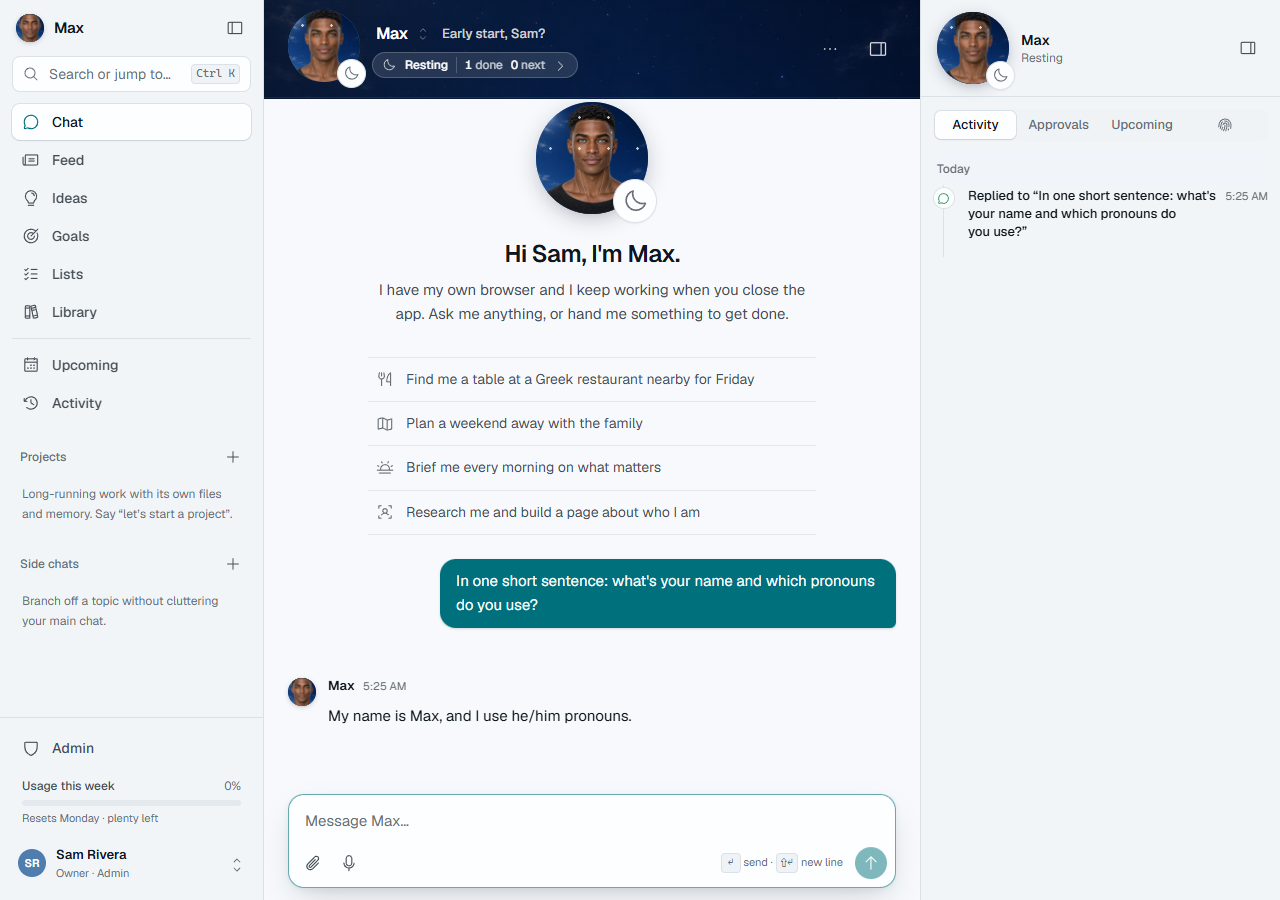 Max
Search or jump to...
Ctrl K
Chat
Feed
Ideas
Goals
Lists
Library
Upcoming
Activity
Projects
Long-running work with its own files
and memory. Say “let's start a project”.
Side chats
Branch off a topic without cluttering
your main chat.
Admin
Usage this week 0%
Resets Monday · plenty left
SR
Sam Rivera
Owner · Admin
Max Early start, Sam?
Resting 1 done 0 next
Hi Sam, I'm Max.
I have my own browser and I keep working when you close the
app. Ask me anything, or hand me something to get done.
Find me a table at a Greek restaurant nearby for Friday
Plan a weekend away with the family
Brief me every morning on what matters
Research me and build a page about who I am
In one short sentence: what's your name and which pronouns
do you use?
Max 5:25 AM
My name is Max, and I use he/him pronouns.
Message Max...
send · new line
Max
Resting
Activity Approvals Upcoming
Today
Replied to “In one short sentence: what's 5:25 AM
your name and which pronouns do
you use?”